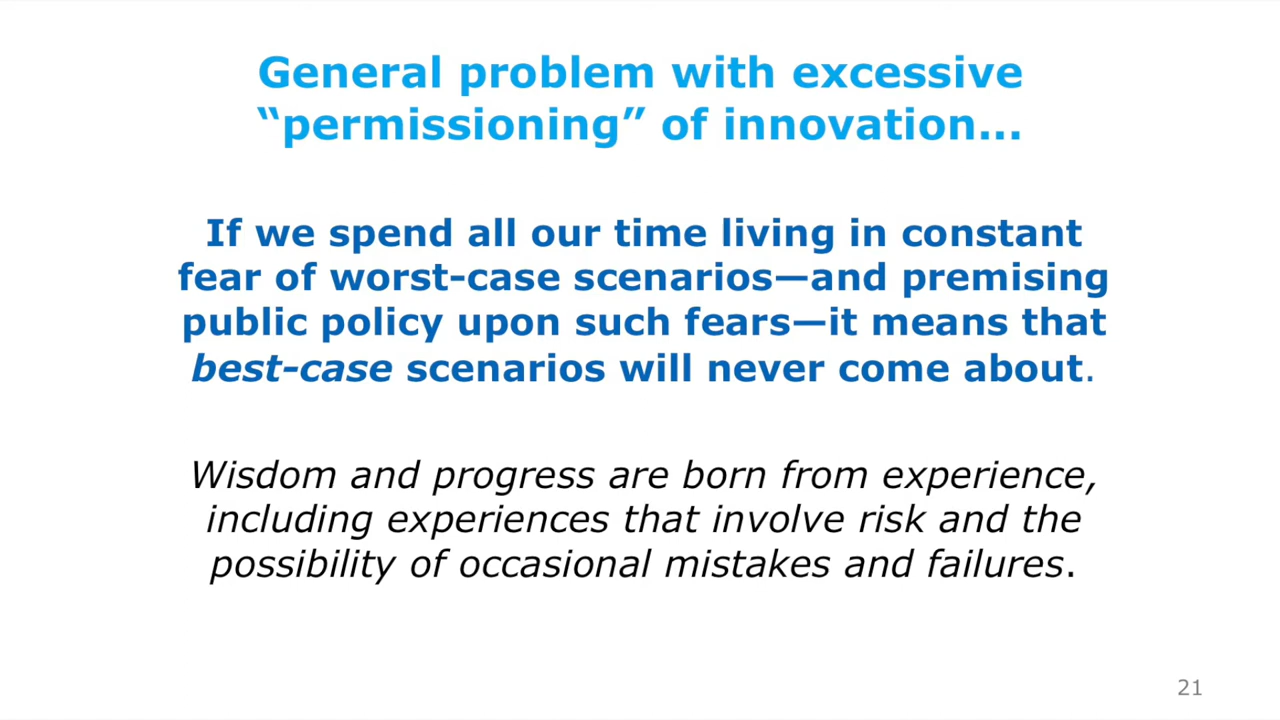 General problem with excessive
“permissioning” of innovation…
If we spend all our time living in constant
fear of worst-case scenarios—and premising
public policy upon such fears—it means that
best-case scenarios will never come about.
Wisdom and progress are born from experience,
including experiences that involve risk and the
possibility of occasional mistakes and failures.
21